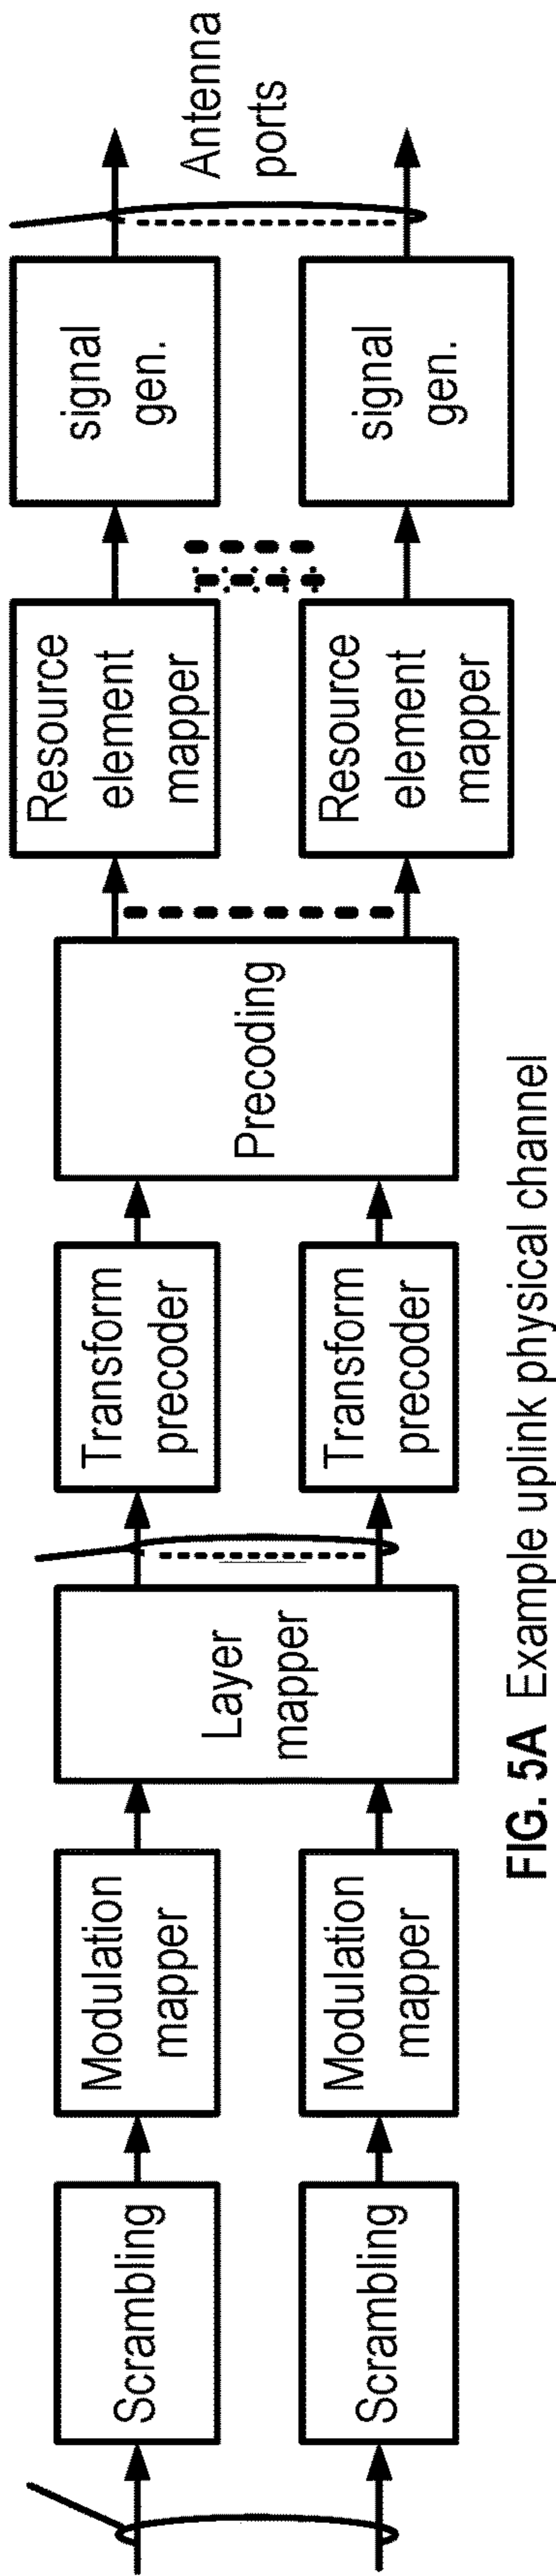 Scrambling
Scrambling
Modulation
mapper
Modulation
mapper
Layer
mapper
Transform
precoder
Transform
precoder
Precoding
Resource
element
mapper
Resource
element
mapper
signal
gen.
signal
gen.
Antenna
ports
FIG. 5A Example uplink physical channel